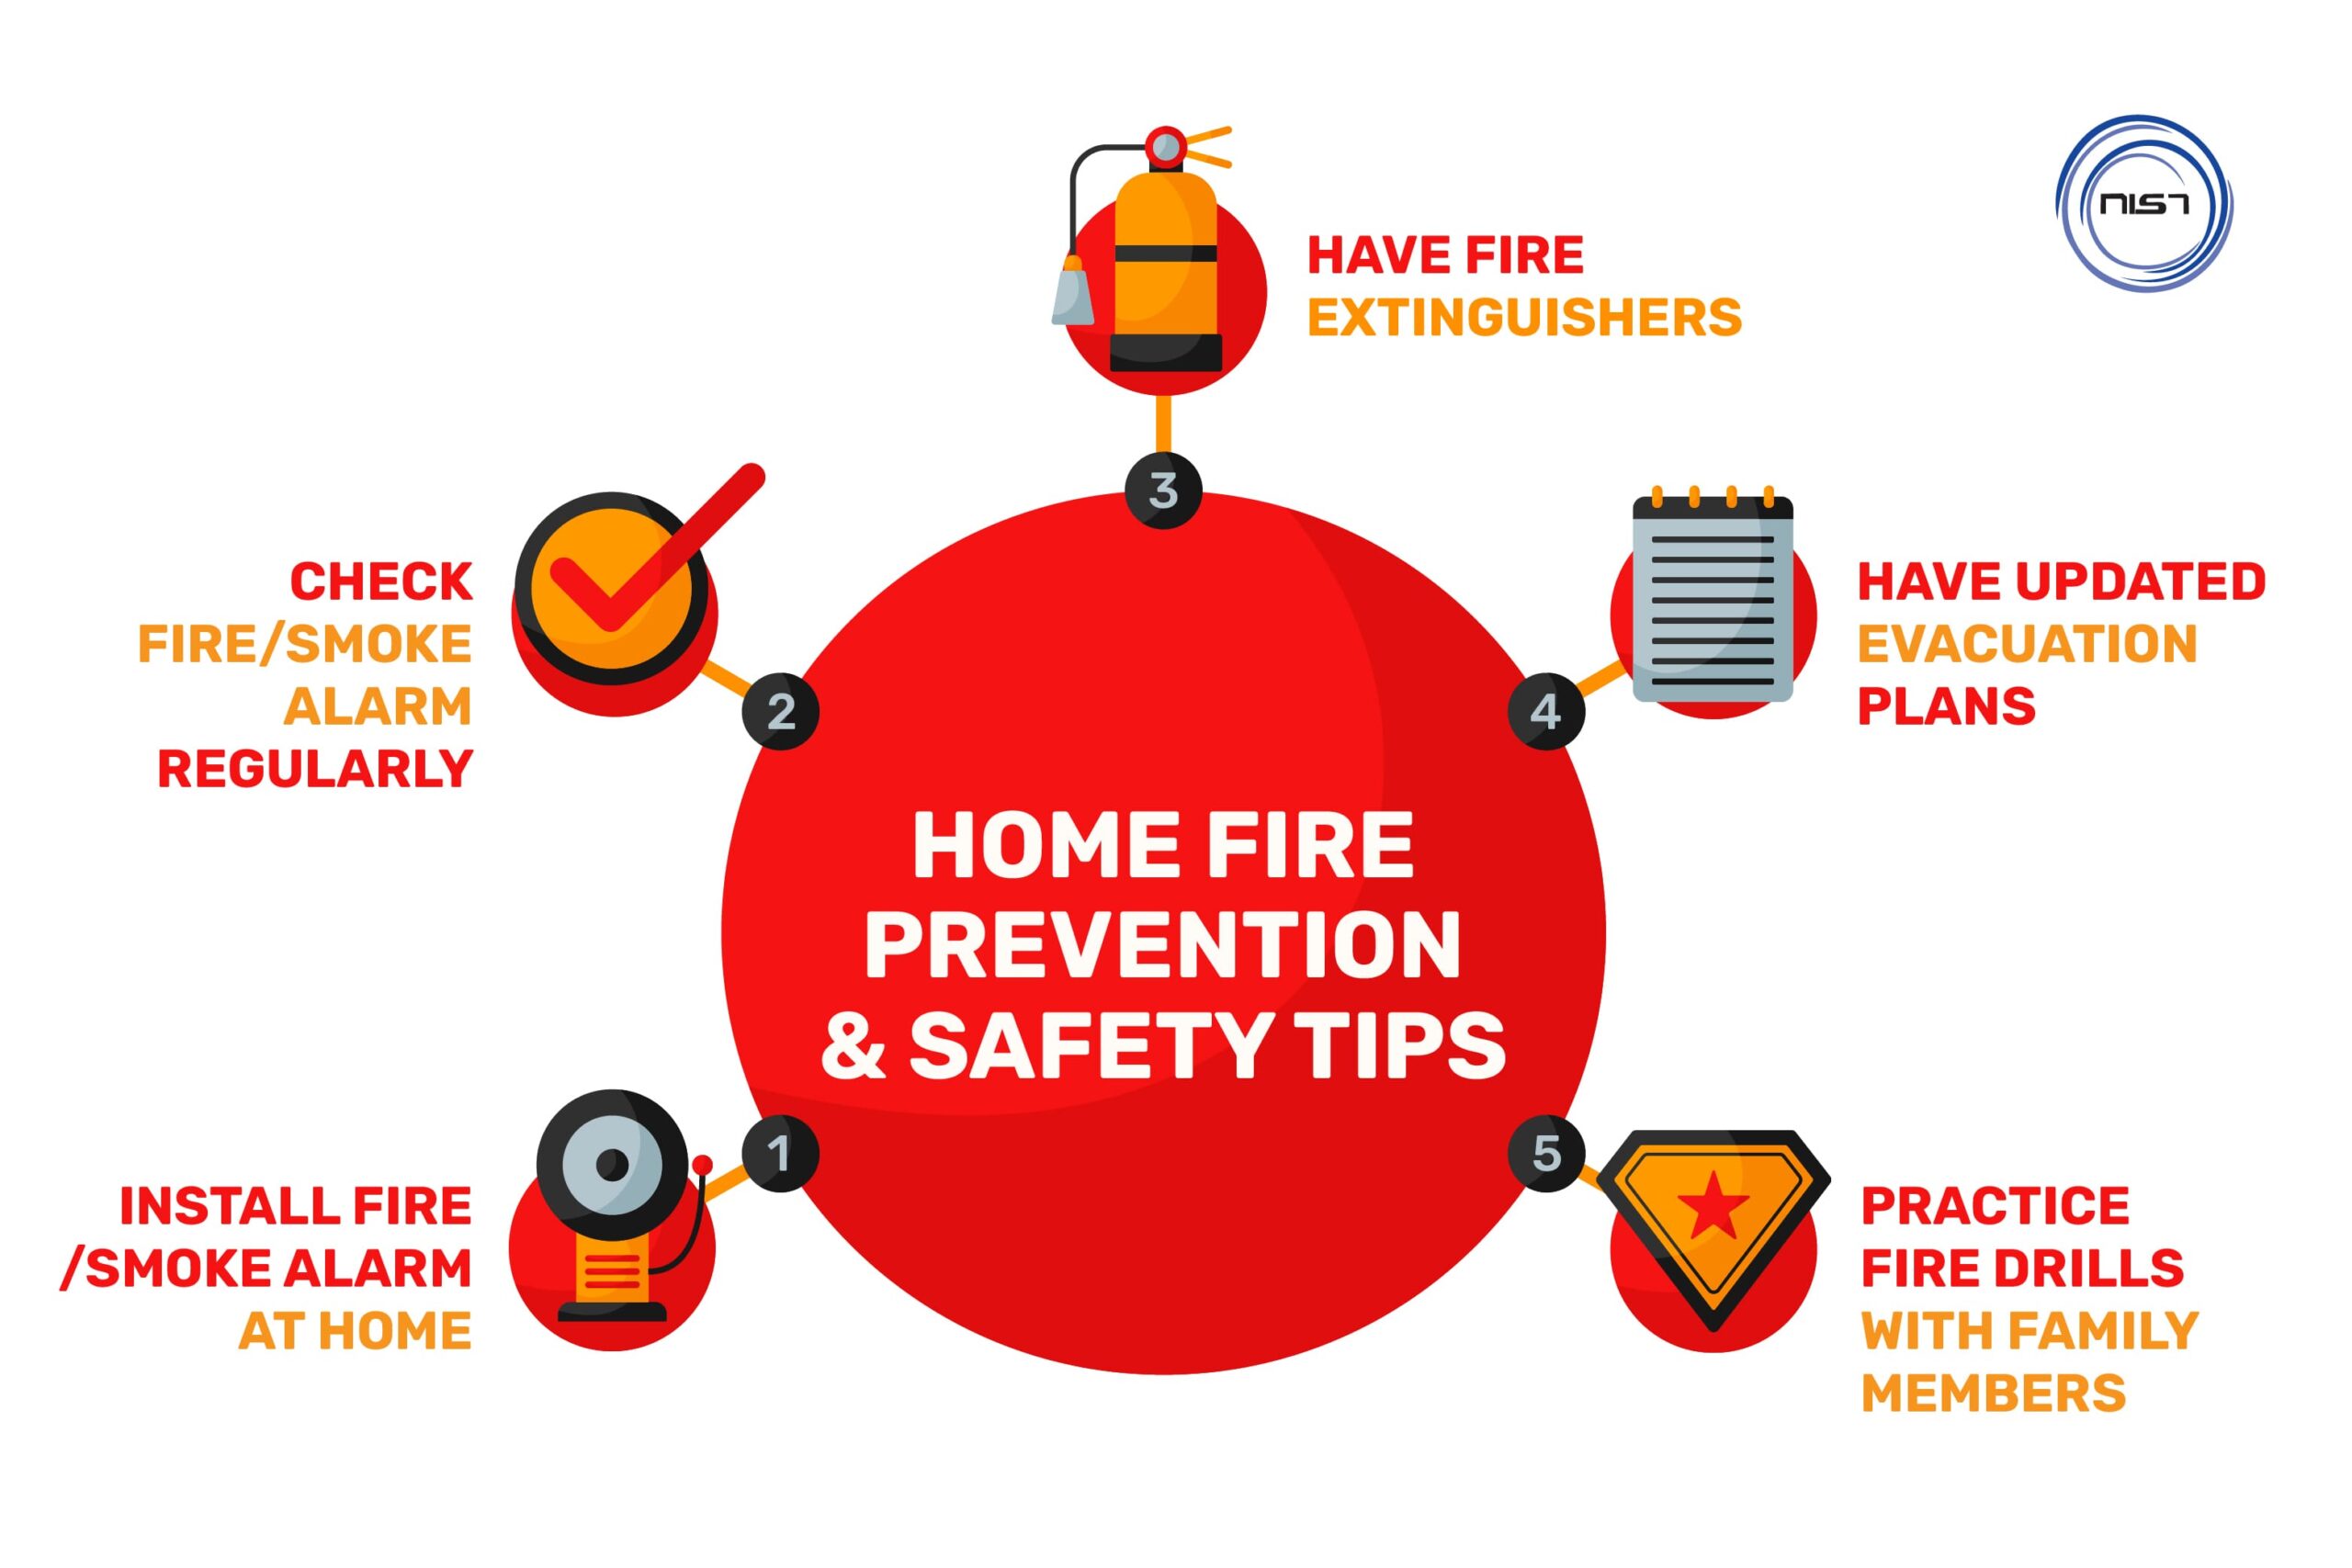 nist
HAVE FIRE
EXTINGUISHERS
3
CHECK
FIRE/SMOKE
ALARM
REGULARLY
2
4
HAVE UPDATED
EVACUATION
PLANS
HOME FIRE
PREVENTION
& SAFETY TIPS
1
INSTALL FIRE
/SMOKE ALARM
AT HOME
5
PRACTICE
FIRE DRILLS
WITH FAMILY
MEMBERS